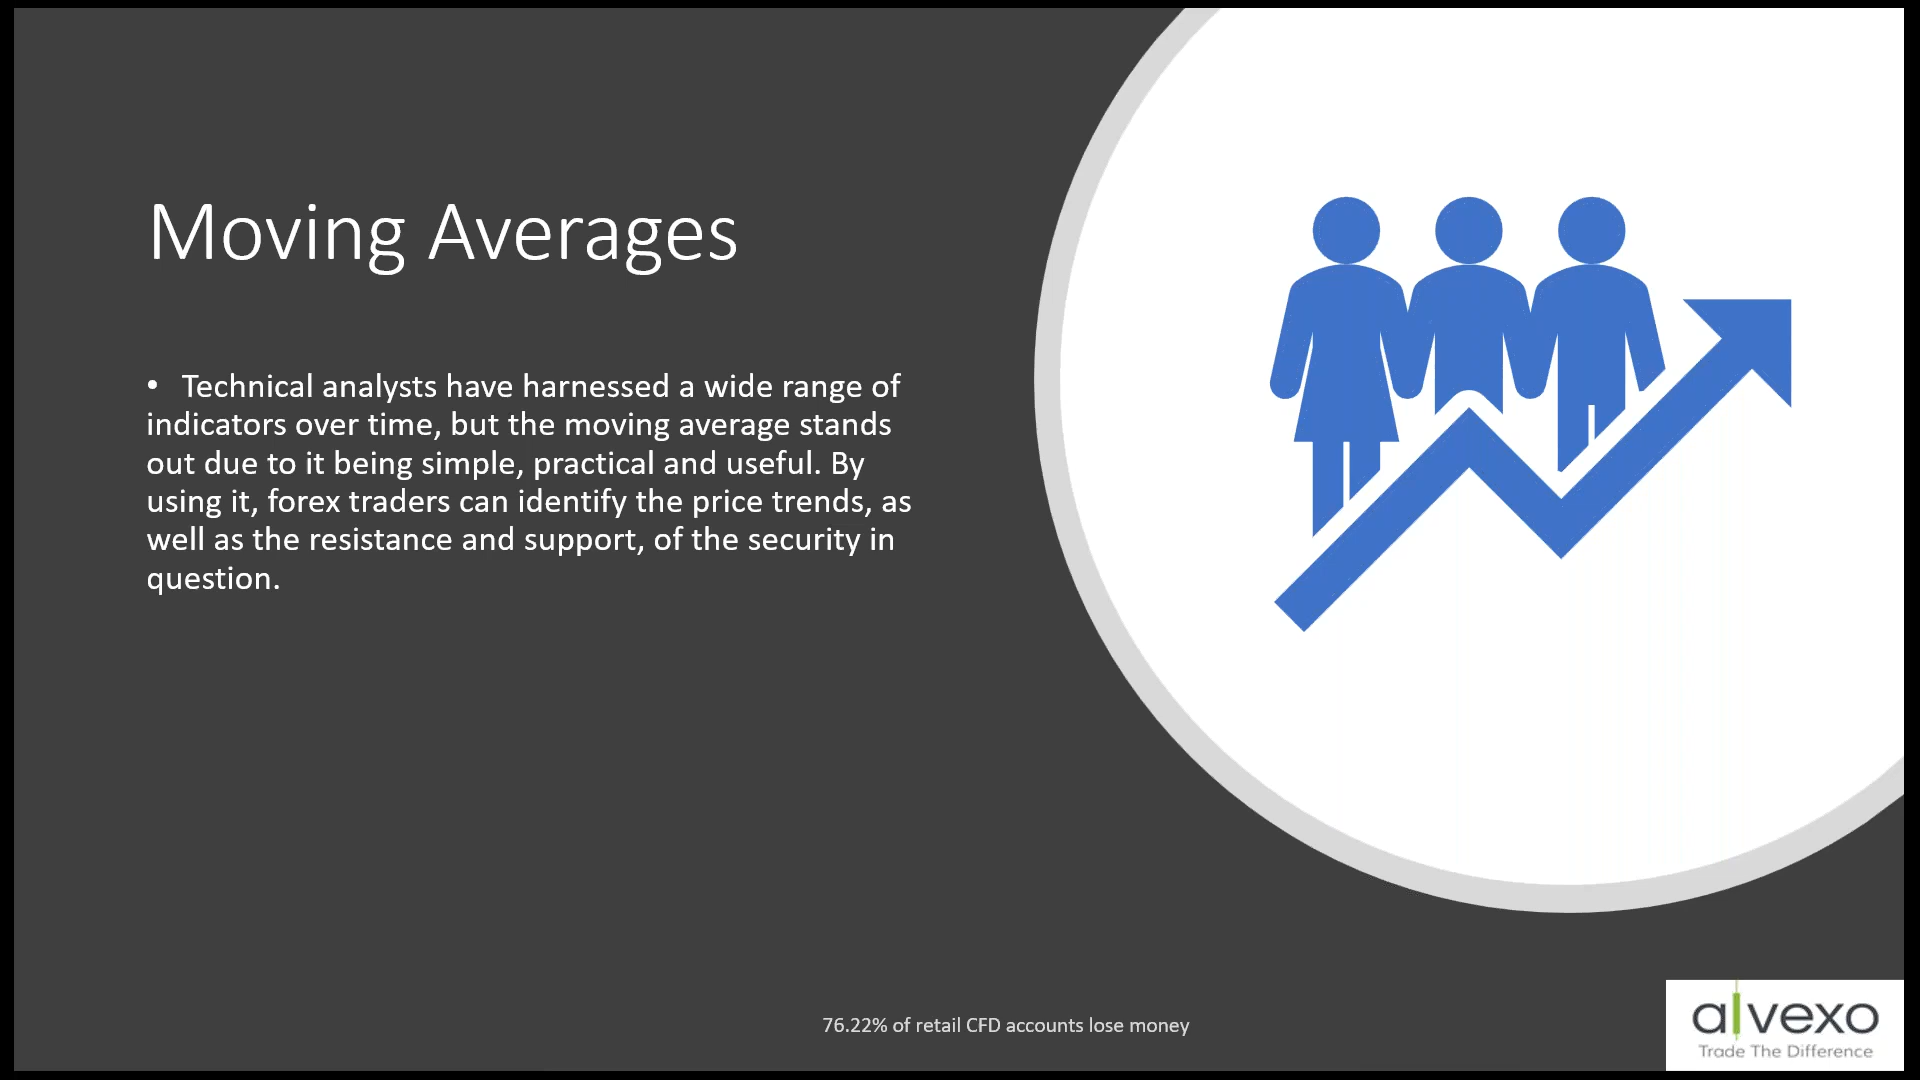 Moving Averages
• Technical analysts have harnessed a wide range of
indicators over time, but the moving average stands
out due to it being simple, practical and useful. By
using it, forex traders can identify the price trends, as
well as the resistance and support, of the security in
question.
76.22% of retail CFD accounts lose money
alvexo
Trade The Difference